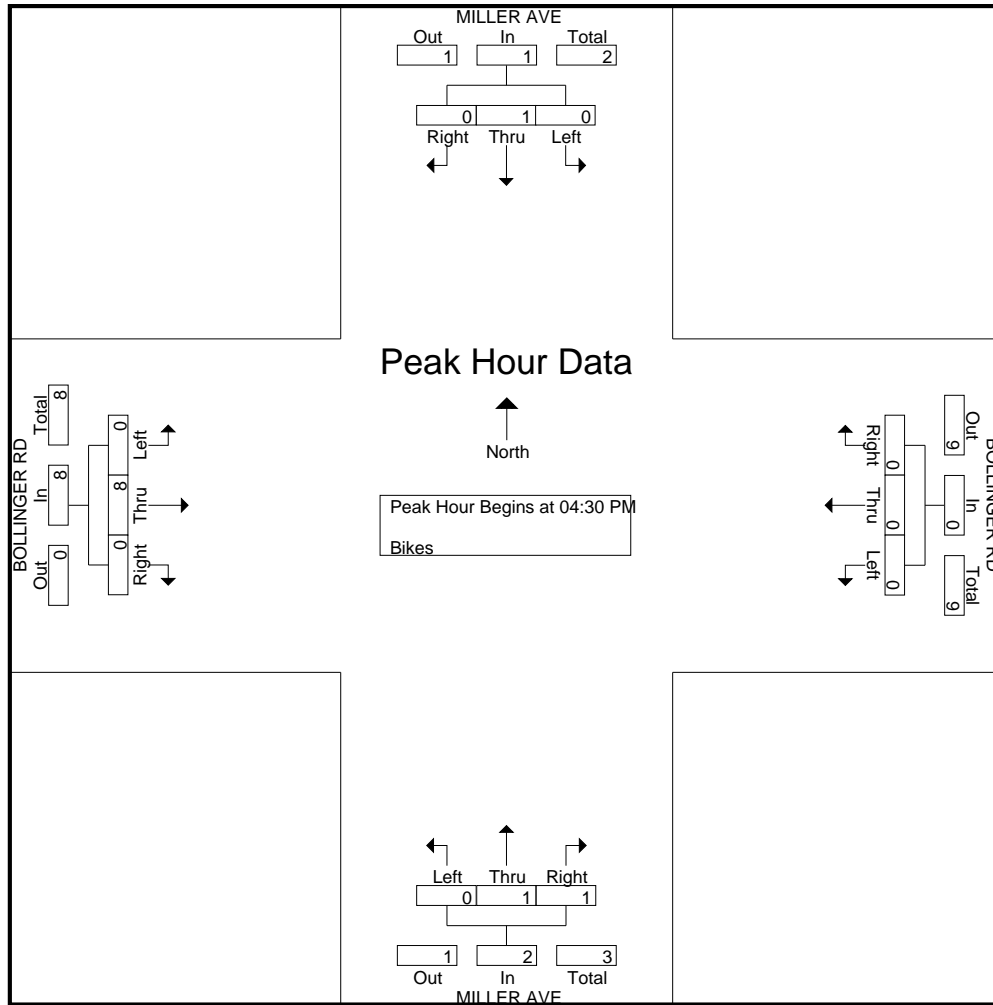 MILLER AVE
Out In Total
1 1 2
0 1 0
Right Thru Left
Peak Hour Data
North
Peak Hour Begins at 04:30 PM
Bikes
BOLLINGER RD
Out In Total
0 8 8
Right Thru Left
0 8 0
BOLLINGER RD
Out In Total
9 0 9
Right Thru Left
0 0 0
Left Thru Right
0 1 1
1 2 3
Out In Total
MILLER AVE